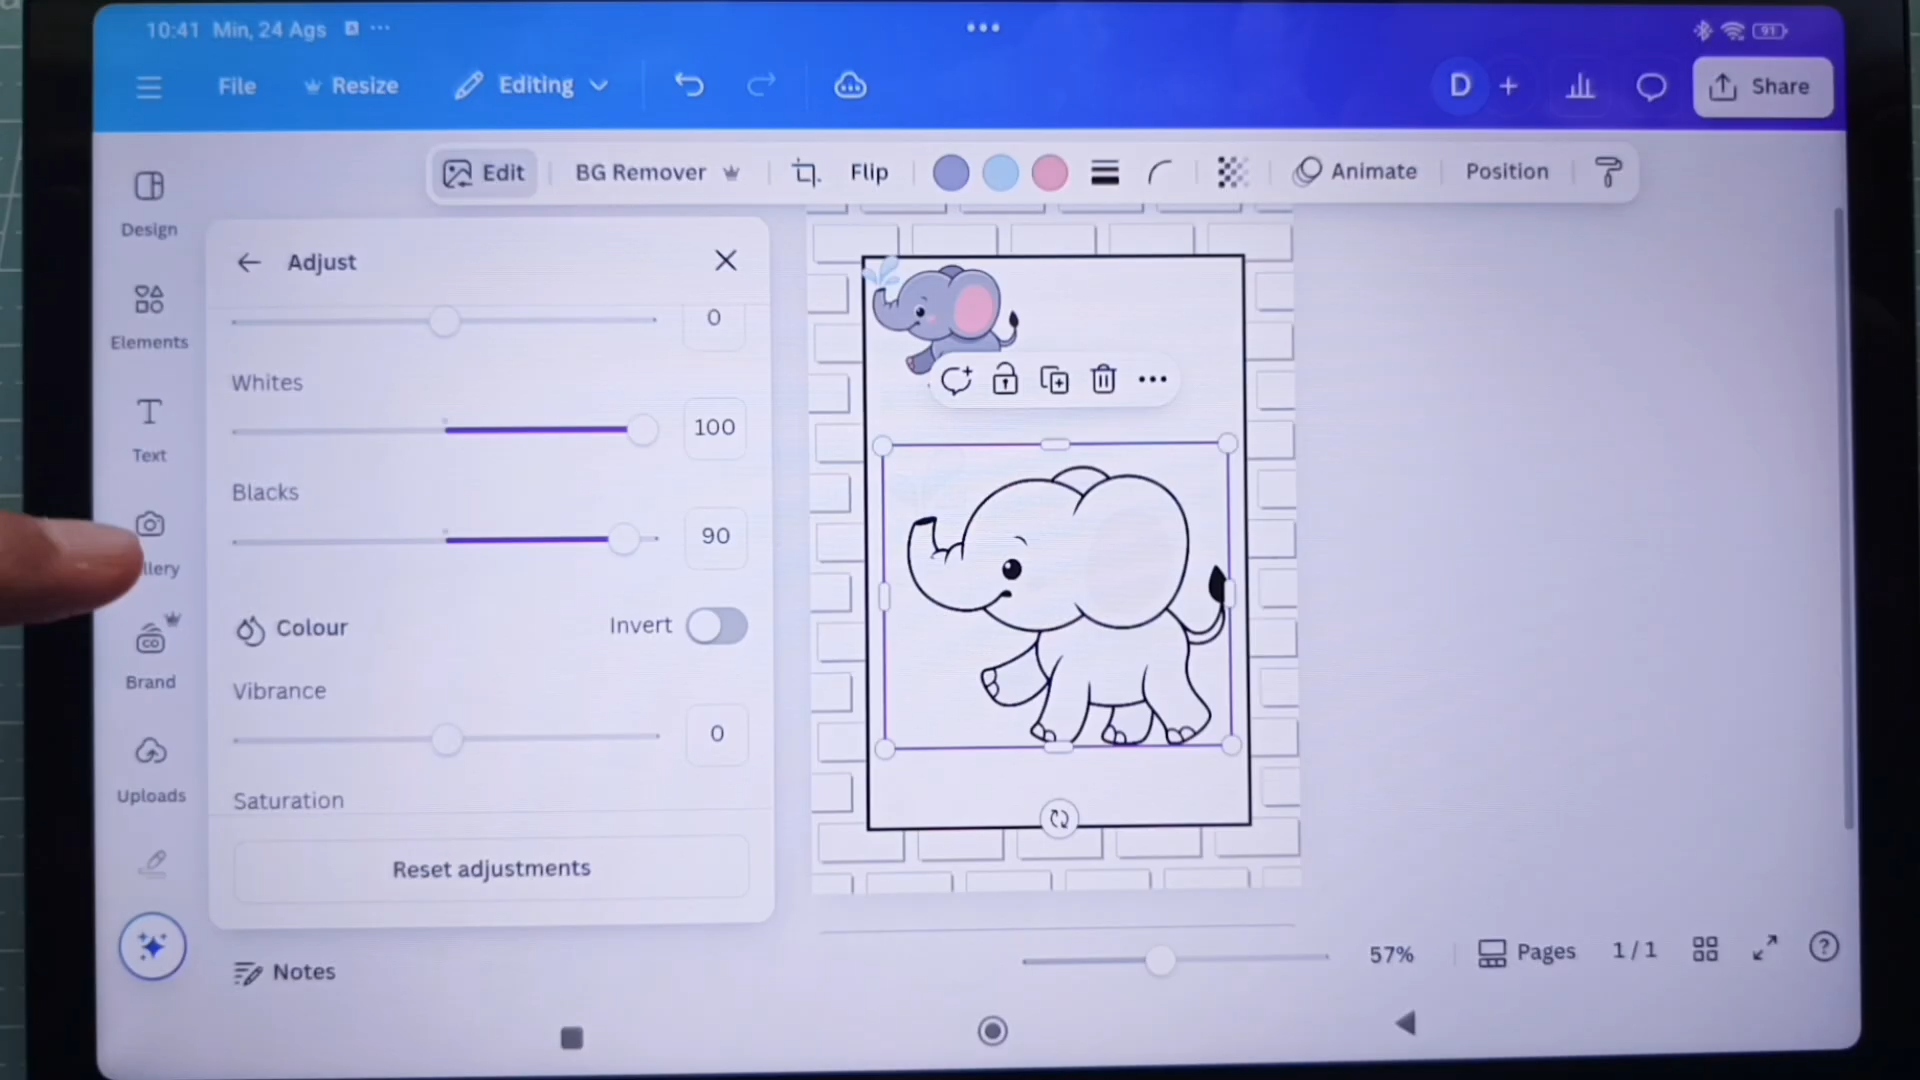 10:41 Min, 24 Ags
91
File
Resize
Editing
D
+
Share
Edit
BG Remover
Flip
Animate
Position
Design
Elements
Text
llery
Brand
Uploads
Adjust
0
Whites
100
Blacks
90
Colour
Invert
Vibrance
0
Saturation
Reset adjustments
Notes
57%
Pages
1 / 1
?